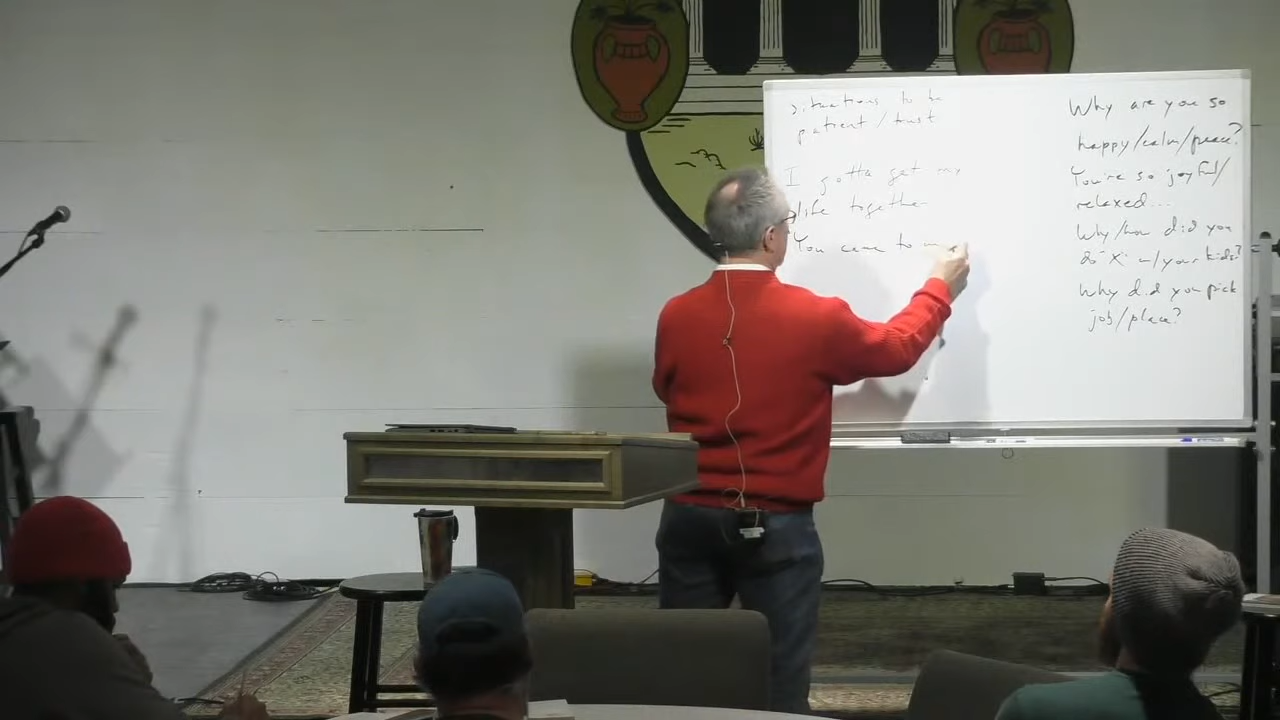 situations to be
patient/trust
I gotta get my
life together
You came to m
Why are you so
happy/calm/peace?
You're so joyful/
relaxed...
Why/how did you
do "X" w/your kids?
Why did you pick
job/place?